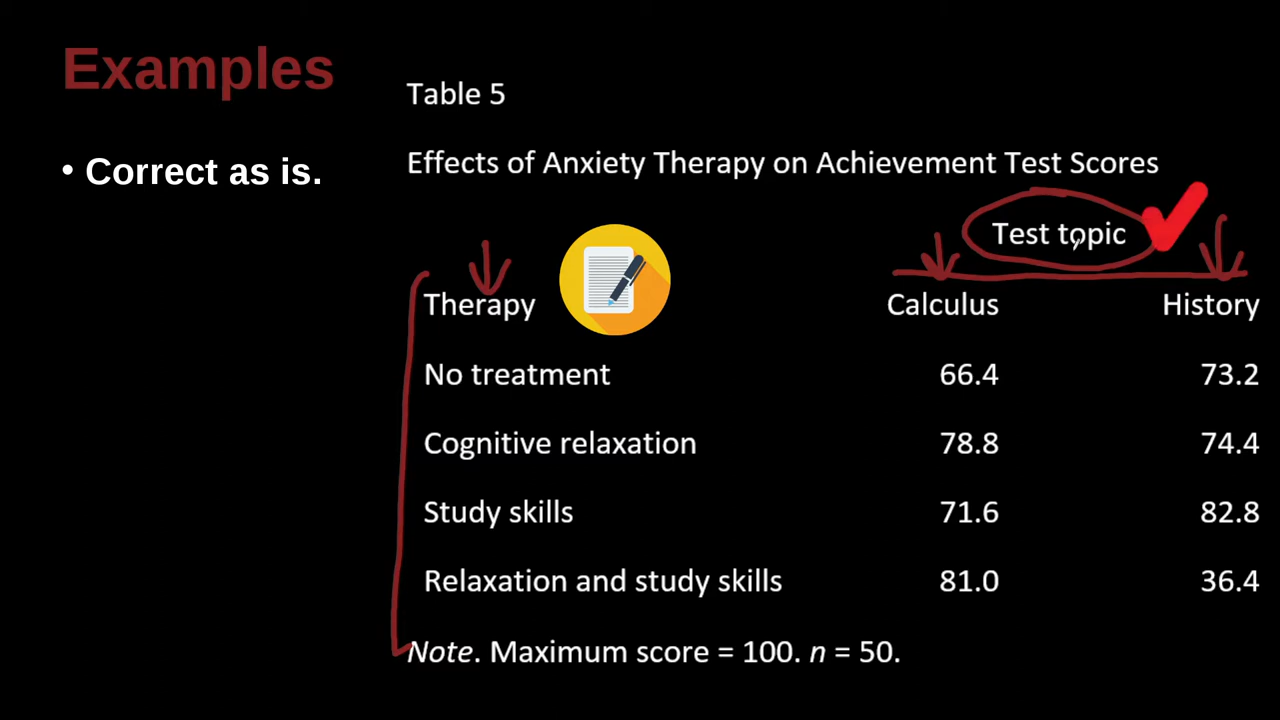 Examples
• Correct as is.
Table 5
Effects of Anxiety Therapy on Achievement Test Scores
Test topic
Therapy Calculus History
No treatment 66.4 73.2
Cognitive relaxation 78.8 74.4
Study skills 71.6 82.8
Relaxation and study skills 81.0 36.4
Note. Maximum score = 100. n = 50.